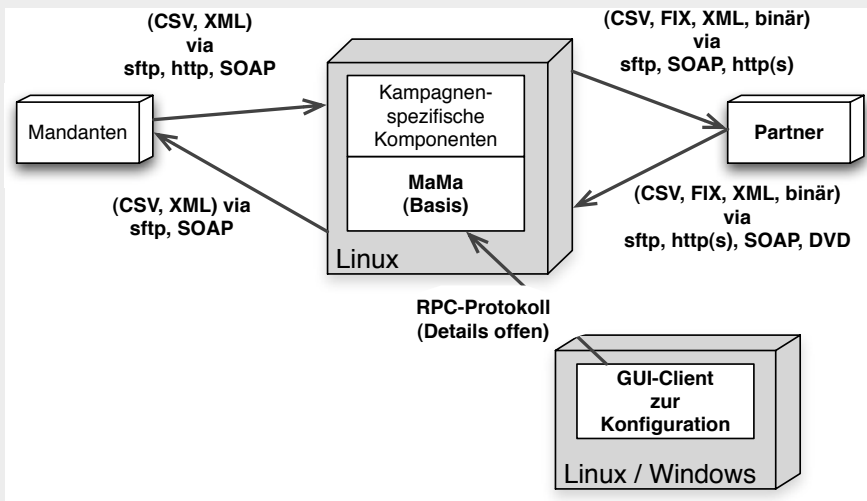 (CSV, XML)
via
sftp, http, SOAP
(CSV, FIX, XML, binär)
via
sftp, SOAP, http(s)
Mandanten
Kampagnen-
spezifische
Komponenten
MaMa
(Basis)
Linux
Partner
(CSV, XML) via
sftp, SOAP
(CSV, FIX, XML, binär)
via
sftp, http(s), SOAP, DVD
RPC-Protokoll
(Details offen)
GUI-Client
zur
Konfiguration
Linux / Windows